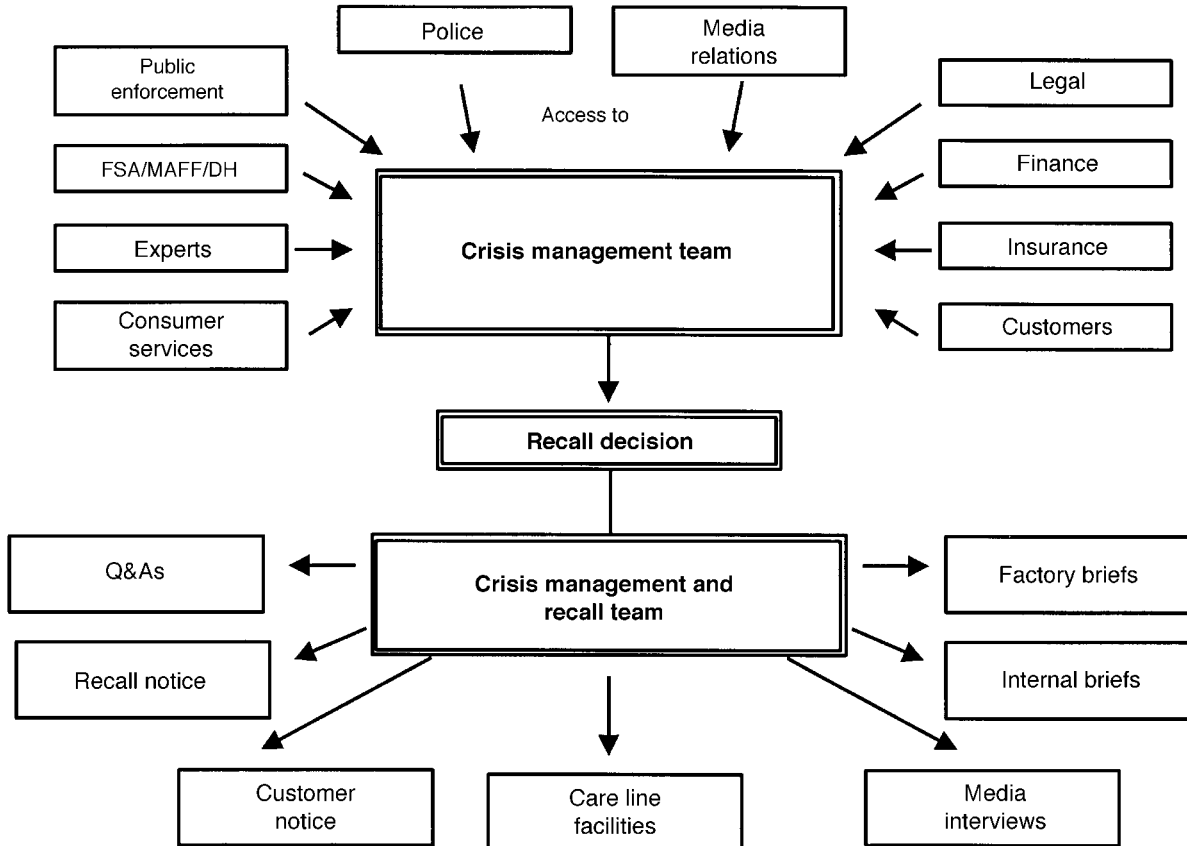 Police
Media
relations
Public
enforcement
Legal
Access to
FSA/MAFF/DH
Finance
Experts
Crisis management team
Insurance
Consumer
services
Customers
Recall decision
Q&As
Crisis management and
recall team
Factory briefs
Recall notice
Internal briefs
Customer
notice
Care line
facilities
Media
interviews